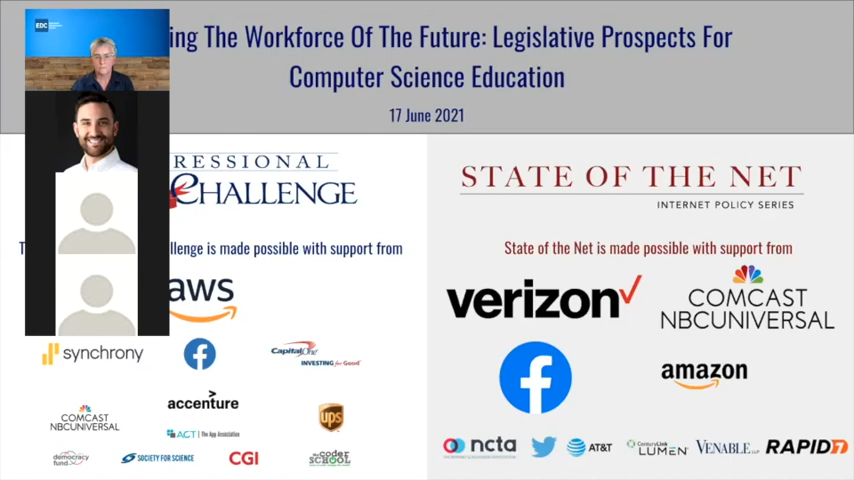 EDC
ing The Workforce Of The Future: Legislative Prospects For
Computer Science Education
17 June 2021
RESSIONAL
CHALLENGE
T
allenge is made possible with support from
aws
synchrony
Capital One
INVESTING for Good
accenture
COMCAST
NBCUNIVERSAL
ACT | The App Association
ups
democracy
fund
SOCIETY FOR SCIENCE
CGI
the coder
SCHOOL
STATE OF THE NET
INTERNET POLICY SERIES
State of the Net is made possible with support from
verizon
COMCAST
NBCUNIVERSAL
amazon
ncta
AT&T
CenturyLink
LUMEN
VENABLE LLP
RAPID7